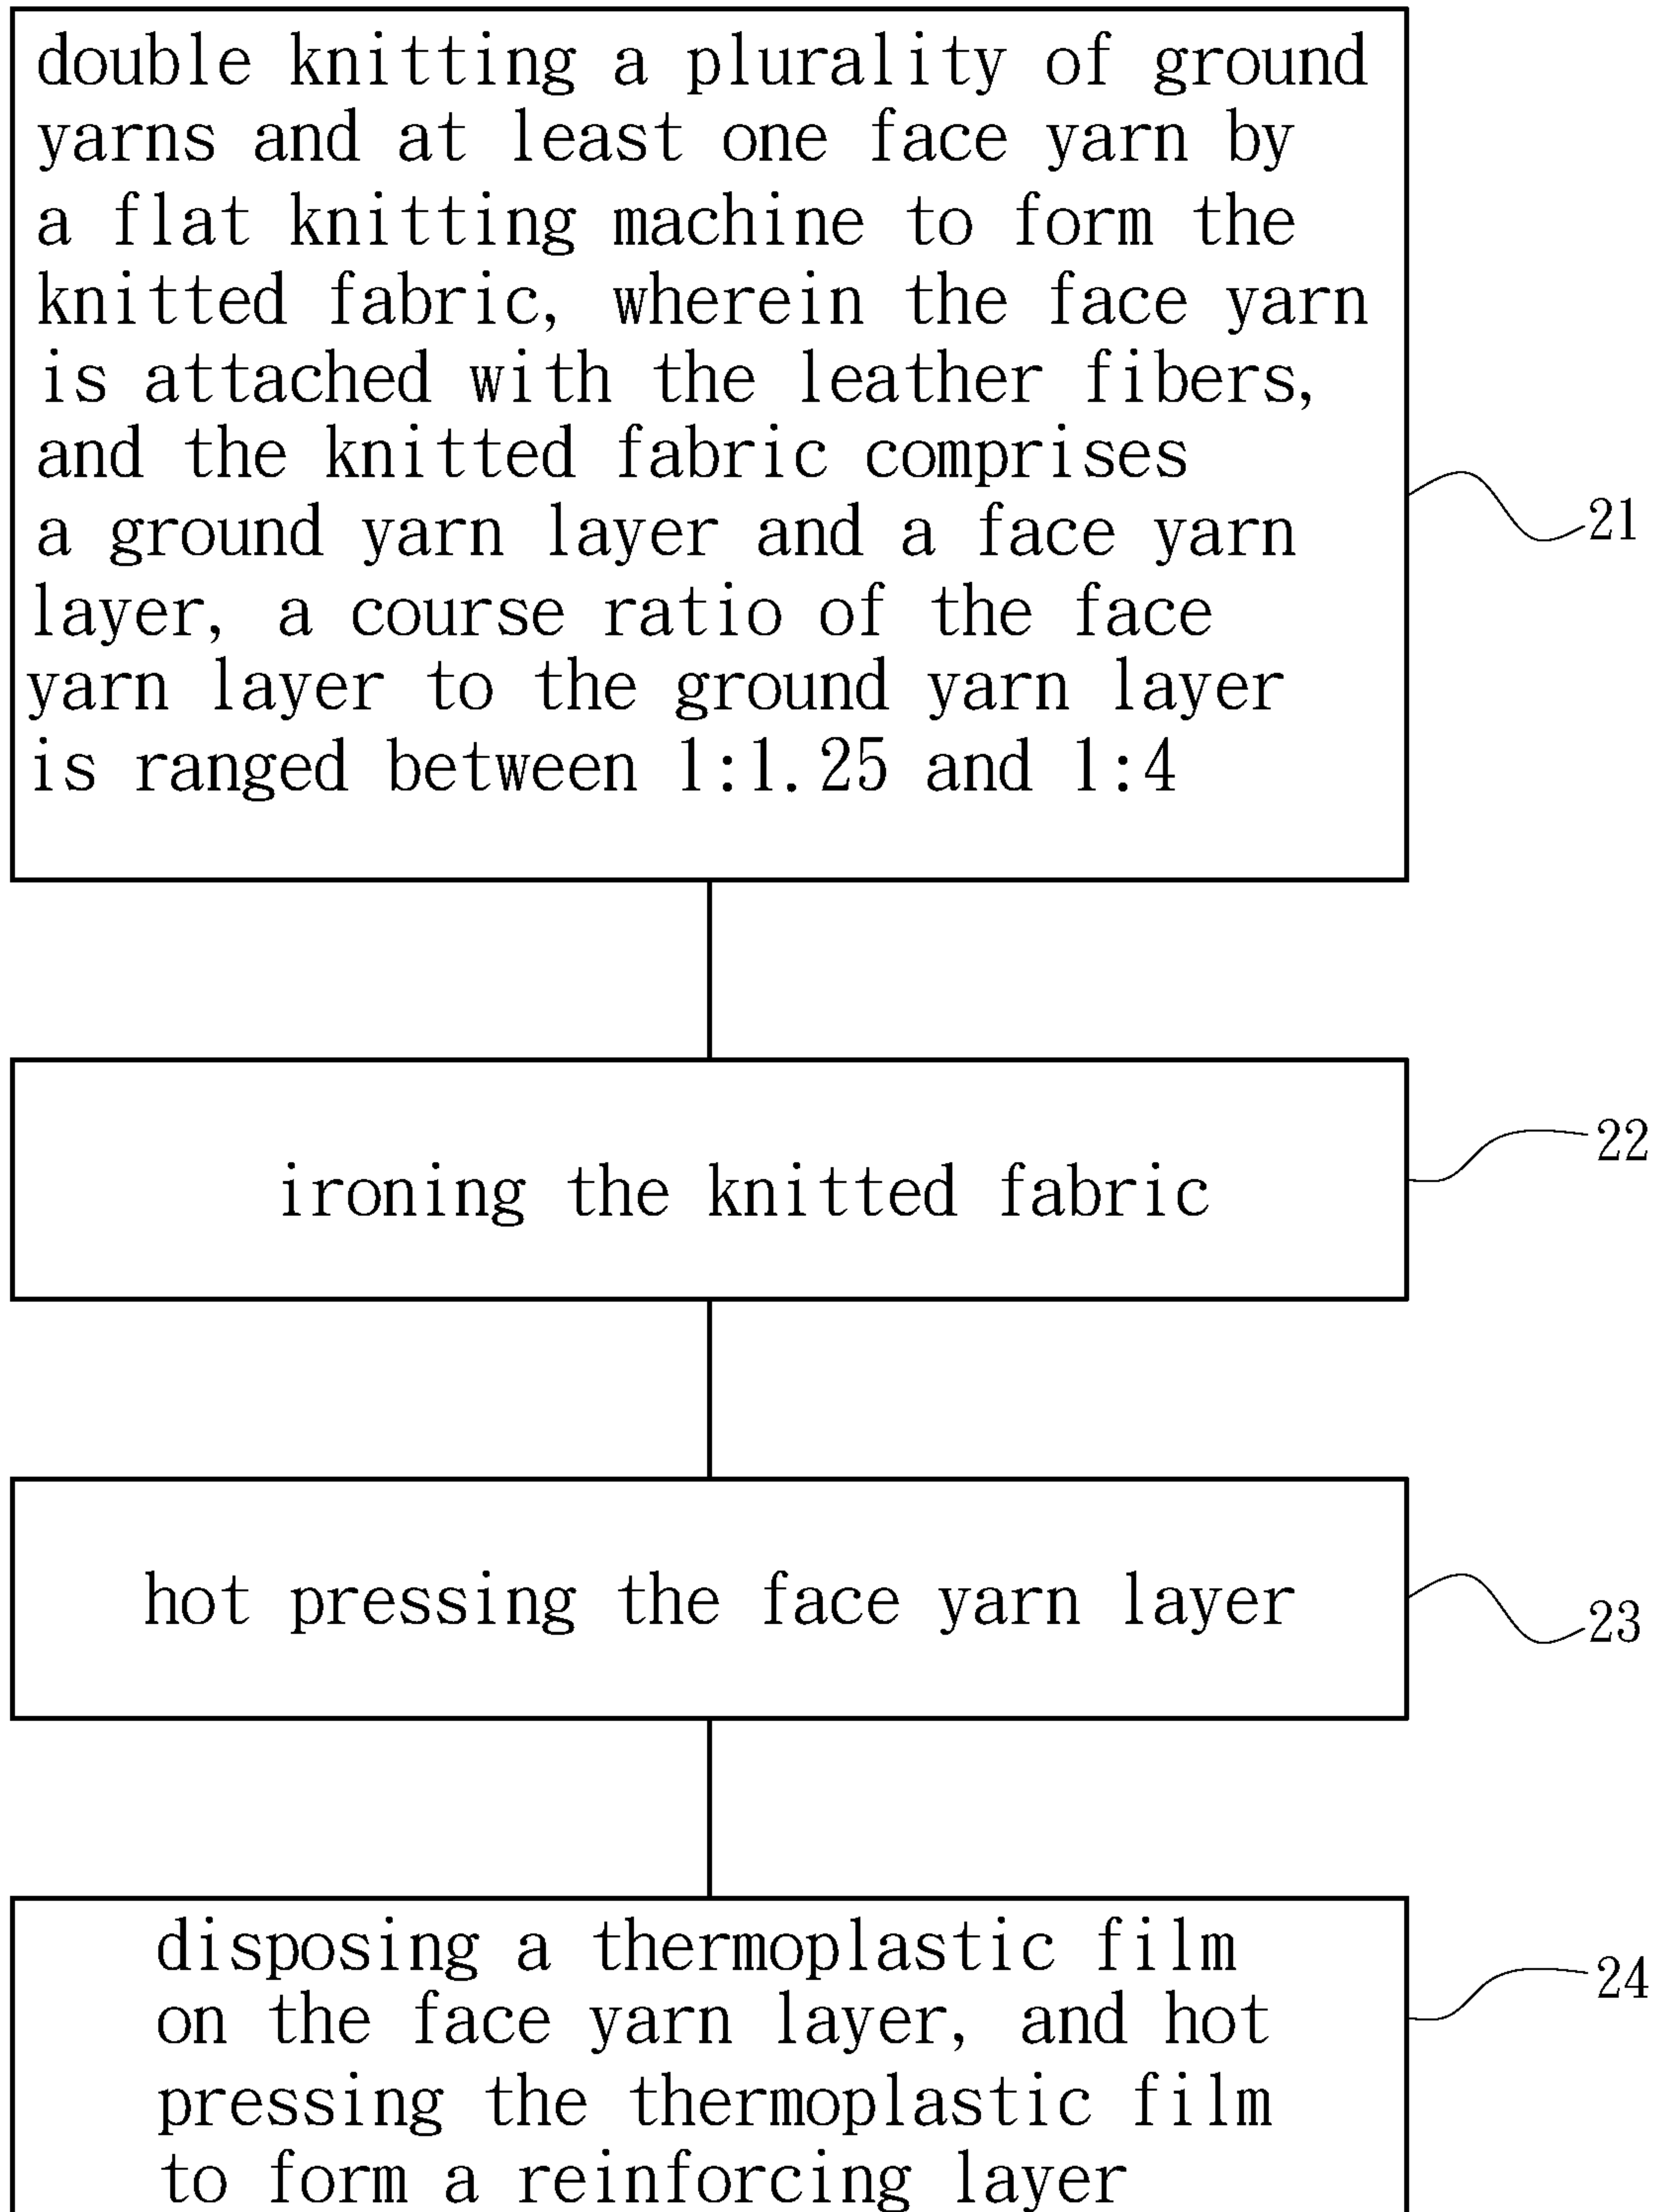 double knitting a plurality of ground
yarns and at least one face yarn by
a flat knitting machine to form the
knitted fabric, wherein the face yarn
is attached with the leather fibers,
and the knitted fabric comprises
a ground yarn layer and a face yarn
layer, a course ratio of the face
yarn layer to the ground yarn layer
is ranged between 1:1.25 and 1:4
21
ironing the knitted fabric
22
hot pressing the face yarn layer
23
disposing a thermoplastic film
on the face yarn layer, and hot
pressing the thermoplastic film
to form a reinforcing layer
24